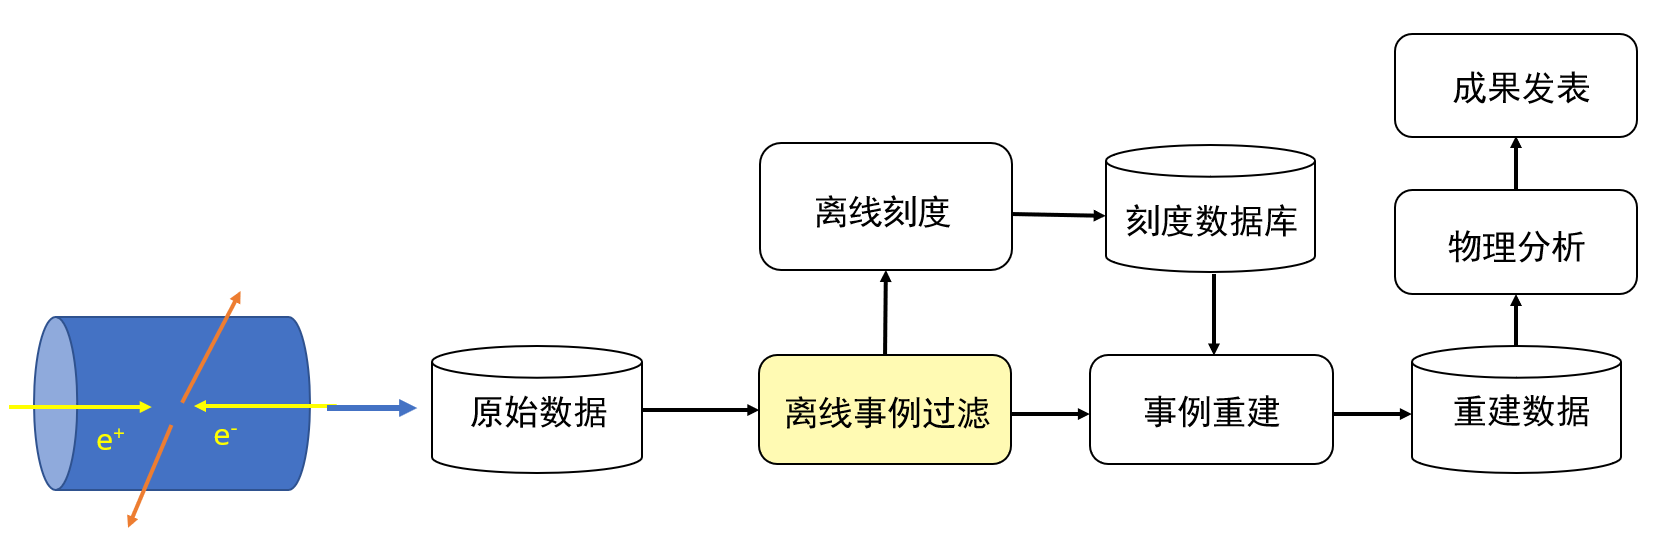 成果发表
离线刻度
刻度数据库
物理分析
e⁺
e⁻
原始数据
离线事例过滤
事例重建
重建数据